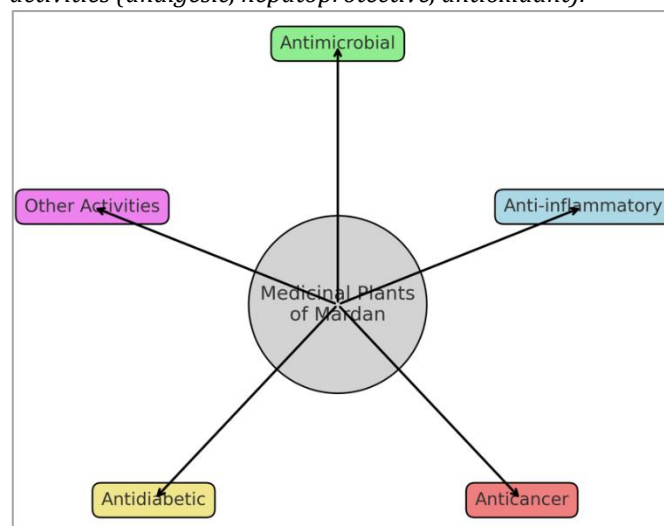 activities (analgesic, hepatoprotective, antioxidant).
Antimicrobial
Other Activities
Anti-inflammatory
Medicinal Plants
of Mardan
Antidiabetic
Anticancer